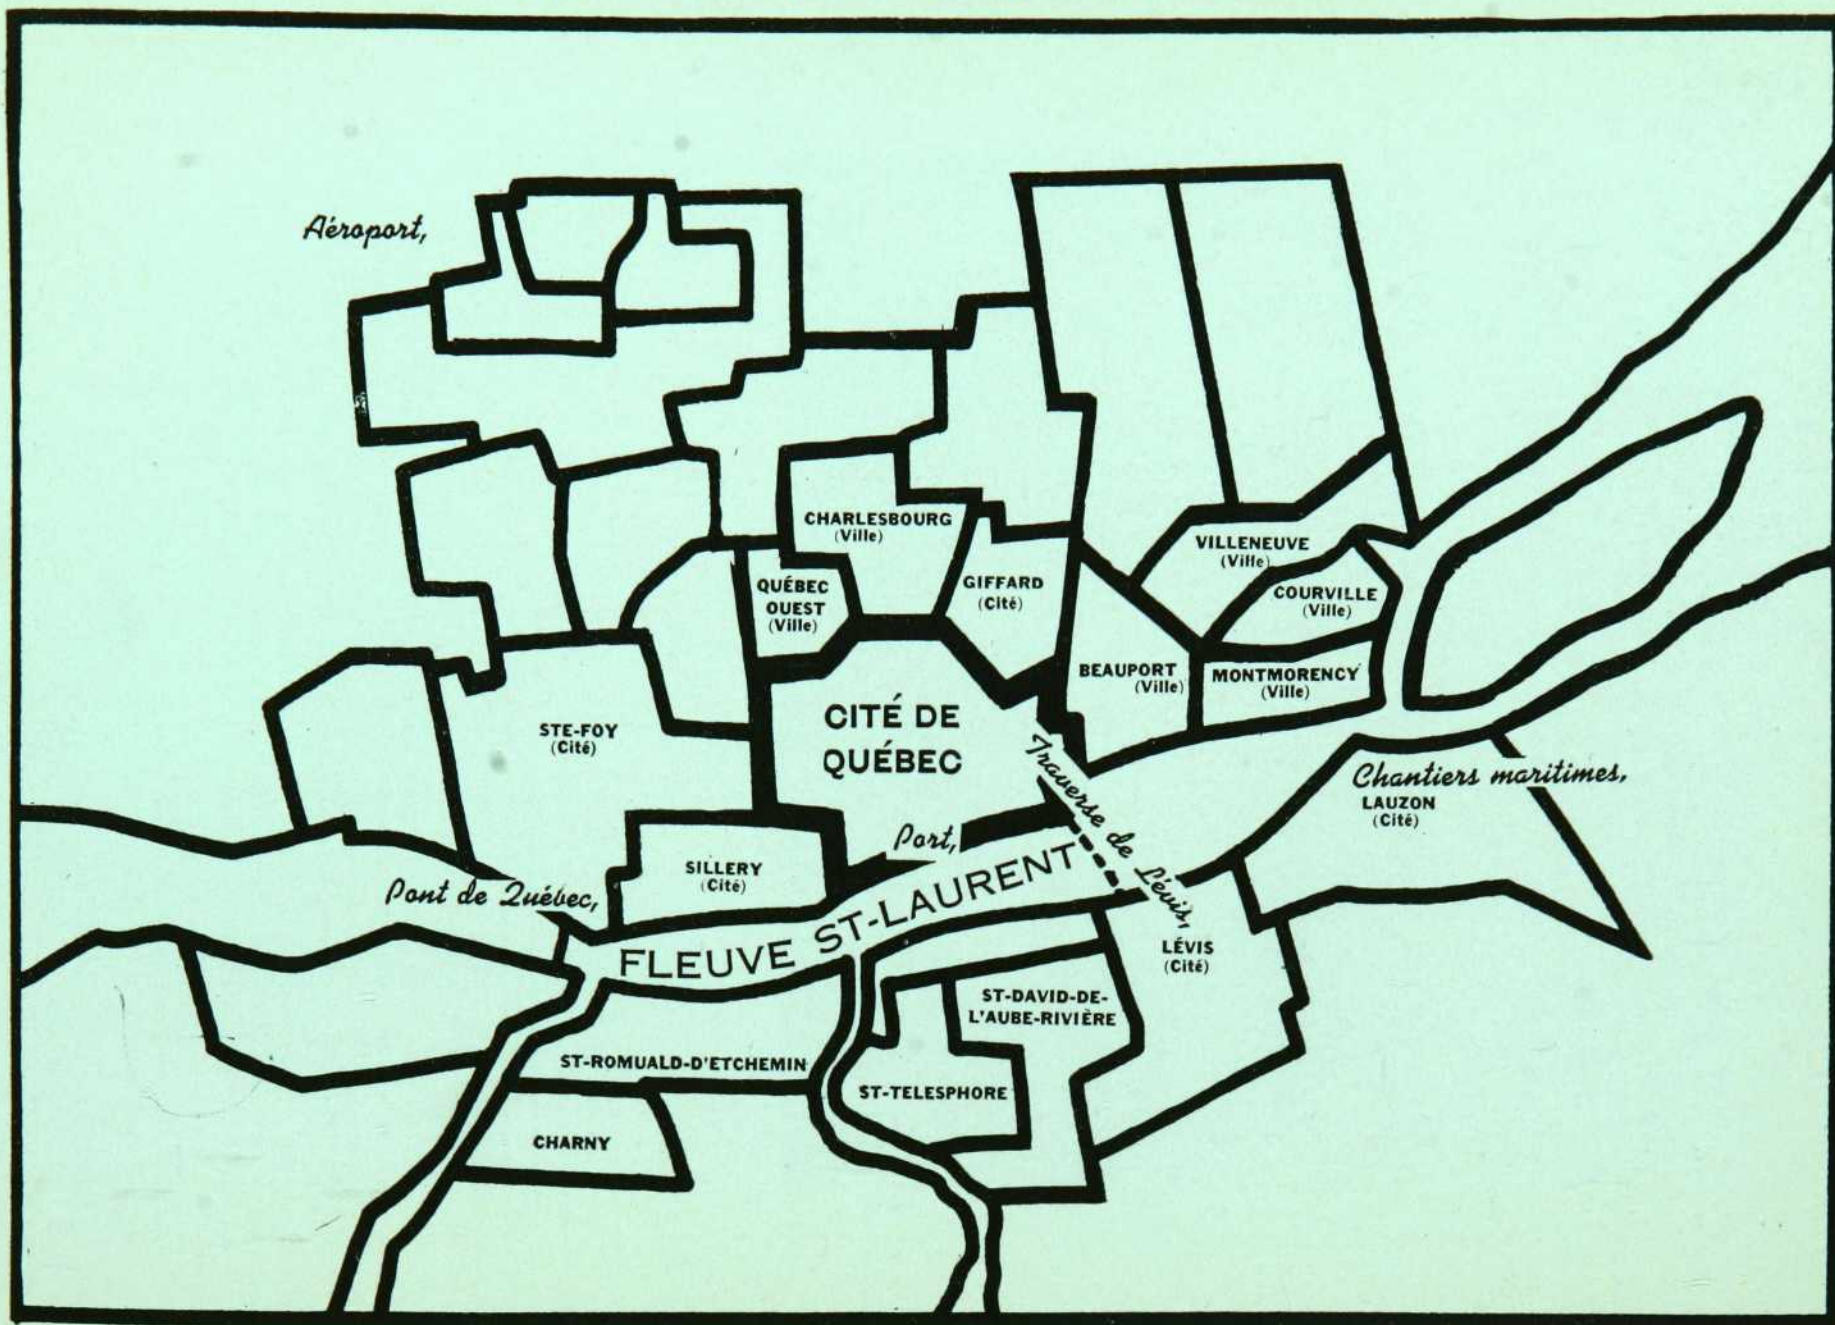 Aéroport,
CHARLESBOURG
(Ville)
VILLENEUVE
(Ville)
QUÉBEC
OUEST
(Ville)
GIFFARD
(Cité)
COURVILLE
(Ville)
BEAUPORT
(Ville)
MONTMORENCY
(Ville)
STE-FOY
(Cité)
CITÉ DE
QUÉBEC
Traverse de Lévis,
Chantiers maritimes,
LAUZON
(Cité)
Port,
SILLERY
(Cité)
Pont de Québec,
FLEUVE ST-LAURENT
LÉVIS
(Cité)
ST-DAVID-DE-
L'AUBE-RIVIÈRE
ST-ROMUALD-D'ETCHEMIN
ST-TELESPHORE
CHARNY